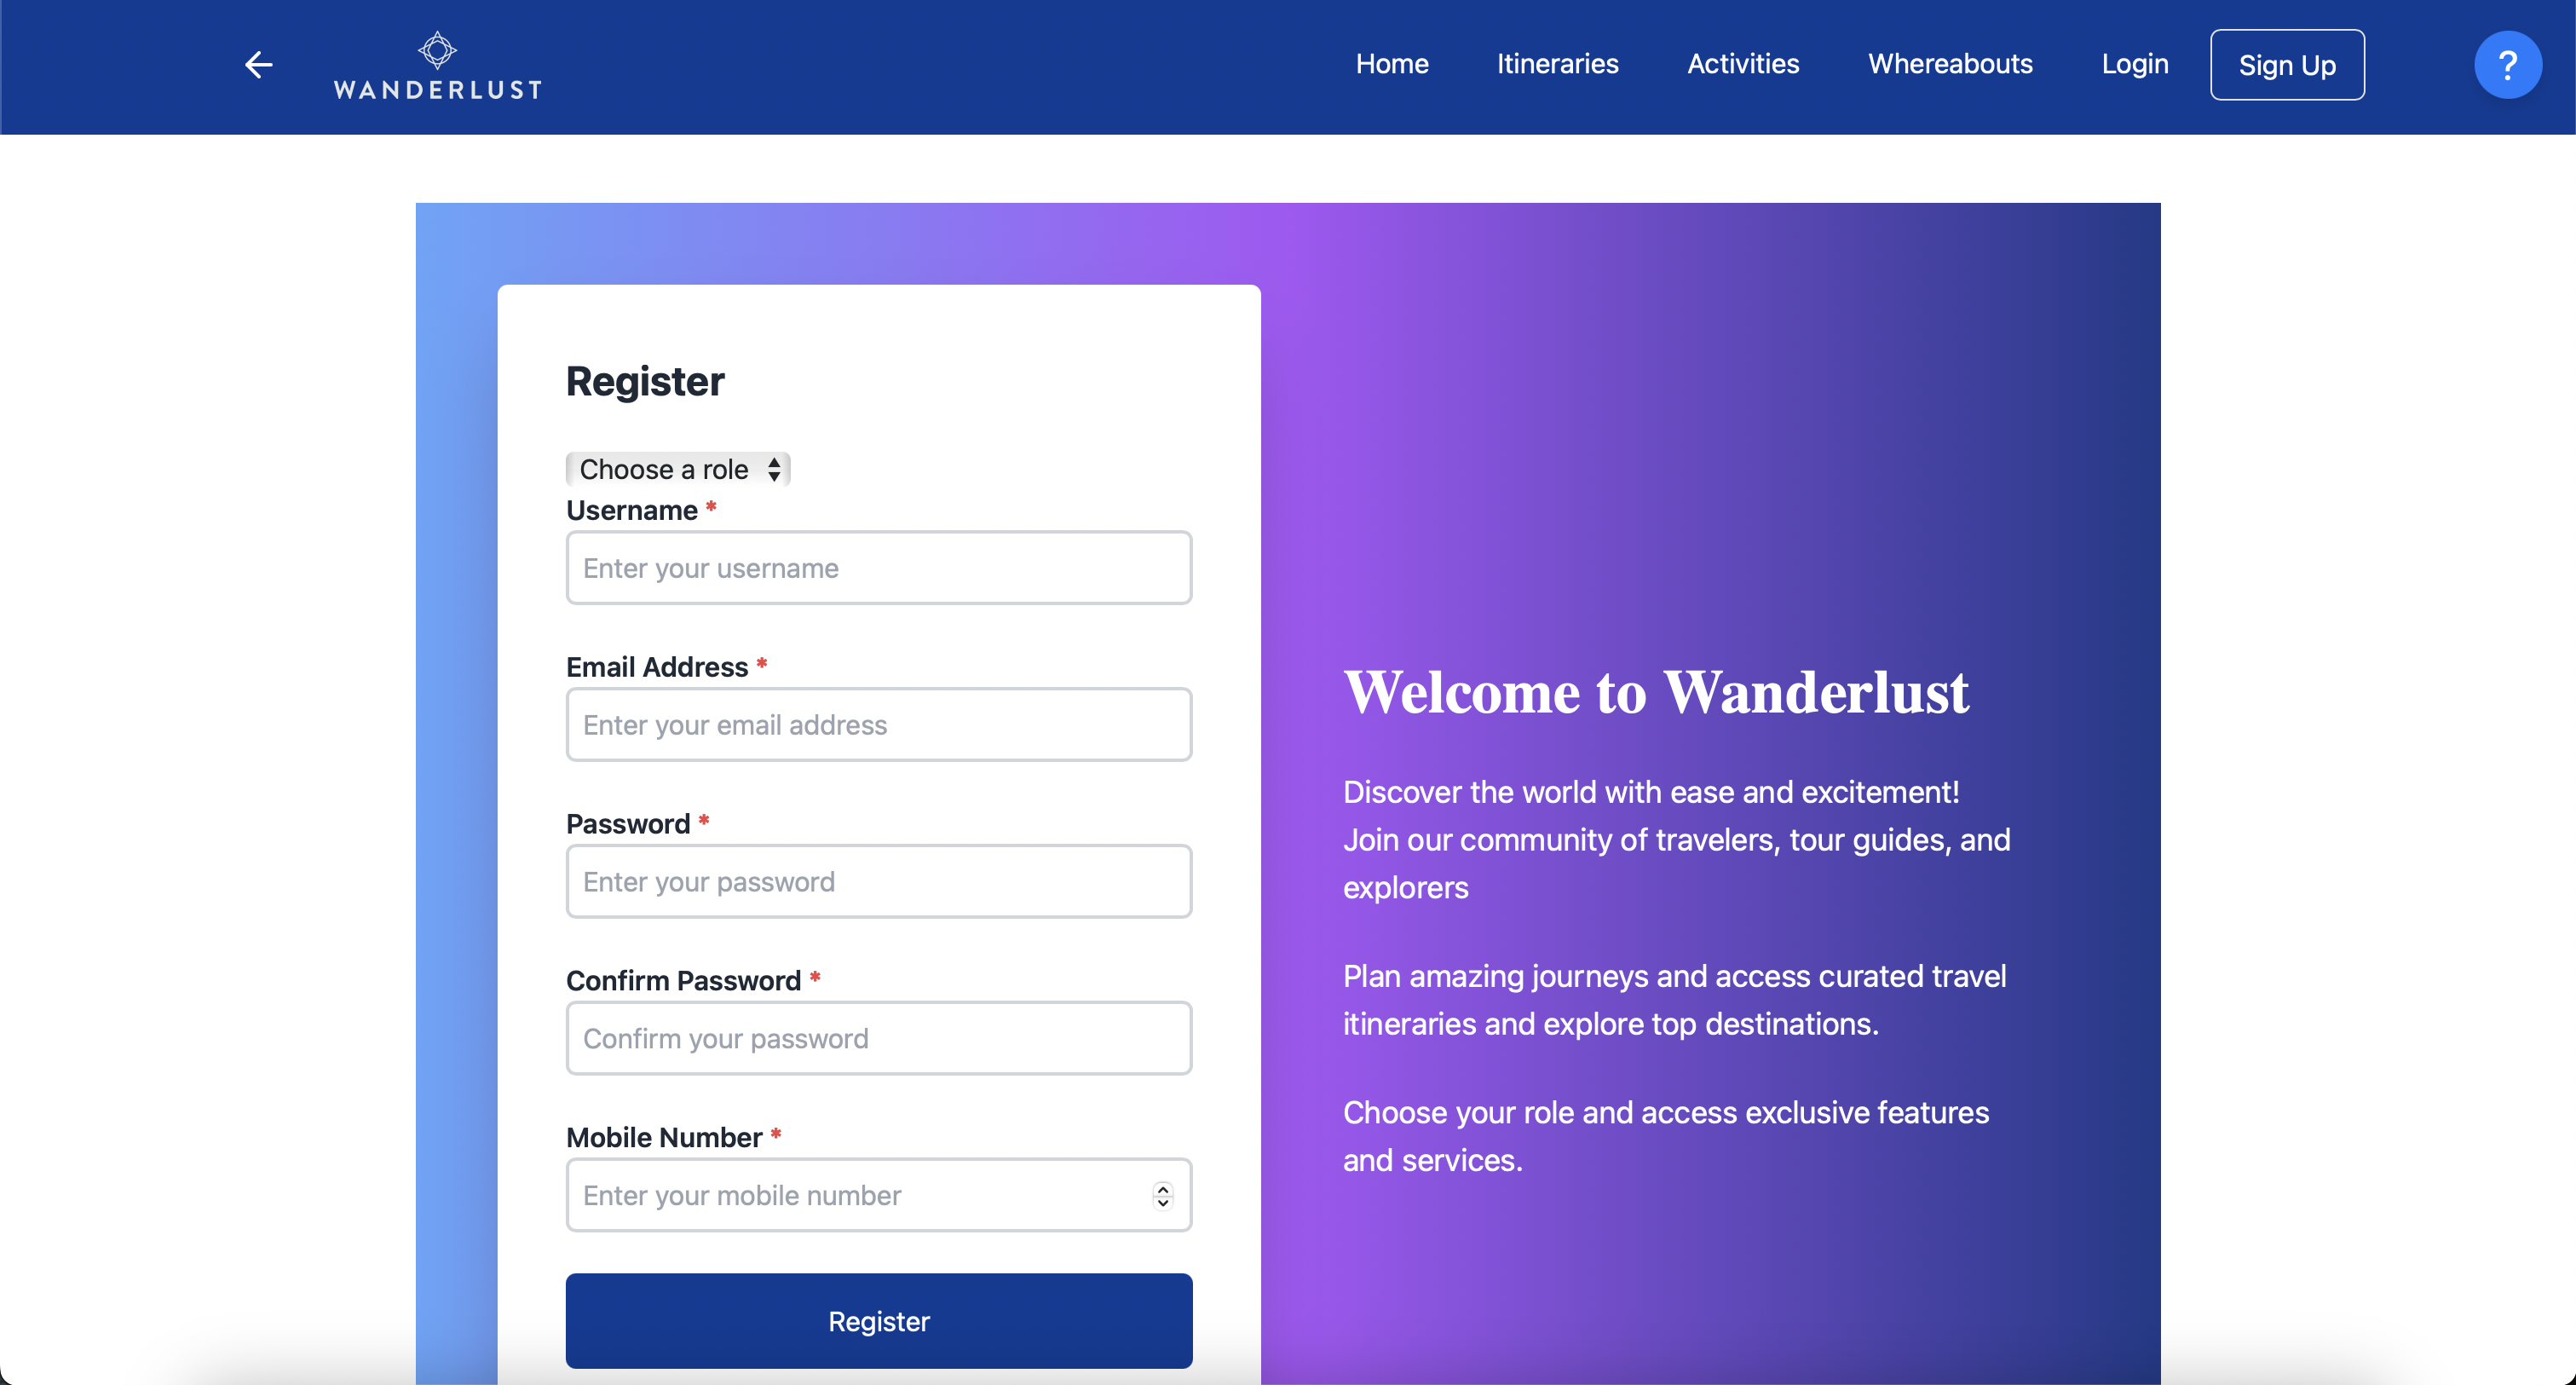 WANDERLUST
Home
Itineraries
Activities
Whereabouts
Login
Sign Up
?
Register
Choose a role
Username *
Enter your username
Email Address *
Enter your email address
Password *
Enter your password
Confirm Password *
Confirm your password
Mobile Number *
Enter your mobile number
Register
Welcome to Wanderlust
Discover the world with ease and excitement!
Join our community of travelers, tour guides, and
explorers
Plan amazing journeys and access curated travel
itineraries and explore top destinations.
Choose your role and access exclusive features
and services.